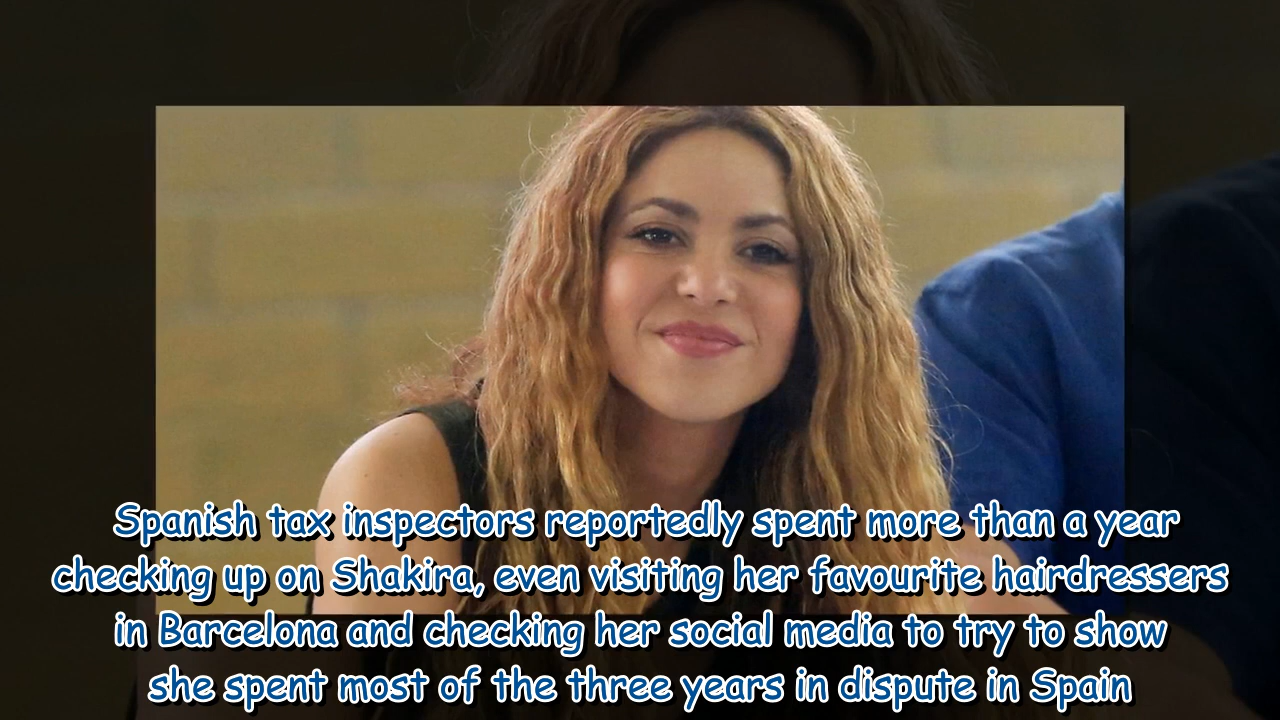 Spanish tax inspectors reportedly spent more than a year
checking up on Shakira, even visiting her favourite hairdressers
in Barcelona and checking her social media to try to show
she spent most of the three years in dispute in Spain